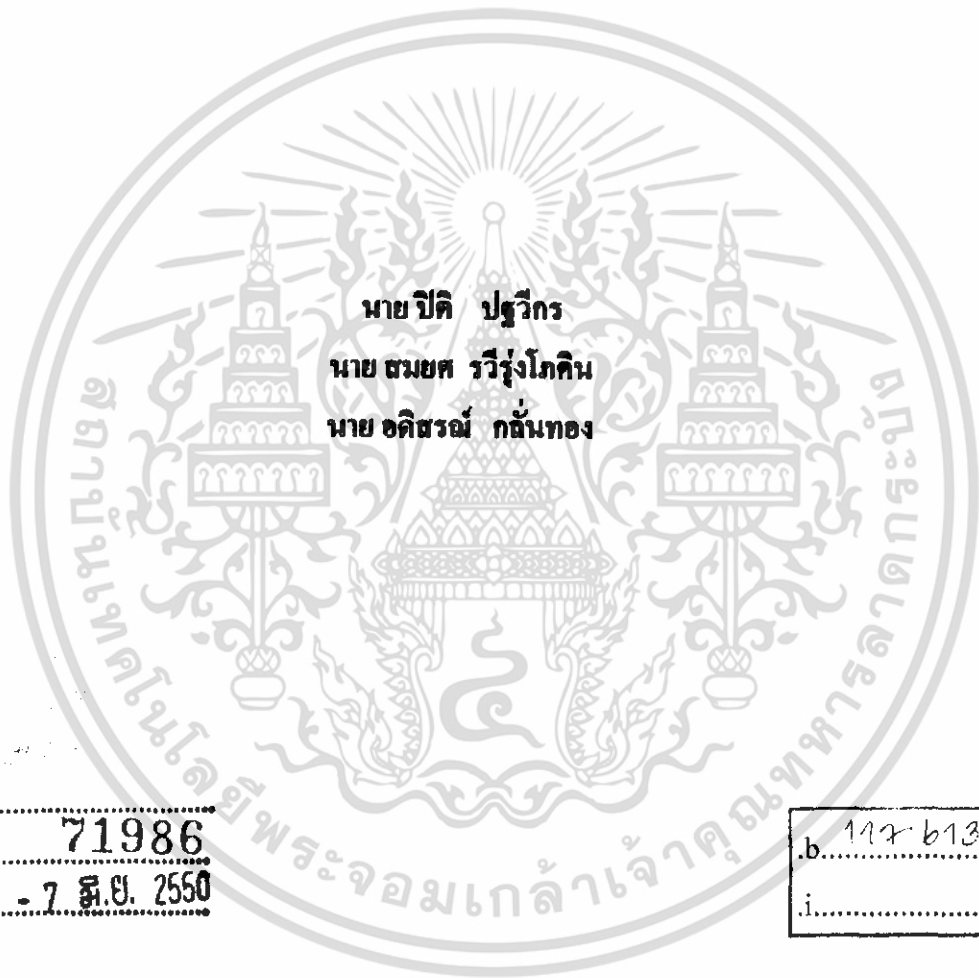 นาย ปิติ ปฐวีกร
นาย สมยศ รวีรุ่งโภคิน
นาย อดิสรณ์ กลั่นทอง
สถาบันเทคโนโลยีพระจอมเกล้าเจ้าคุณทหารลาดกระบัง
71986
- 7 มิ.ย. 2550
.b. 117613
.i.